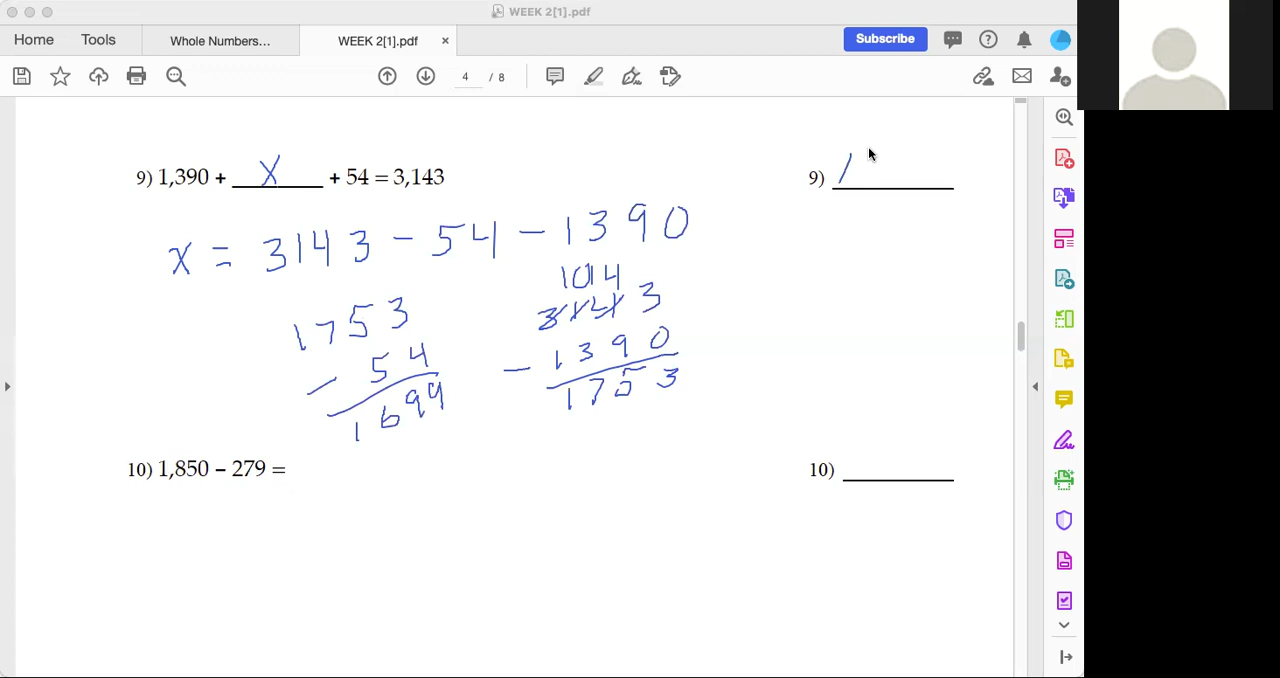 WEEK 2[1].pdf
Home Tools Whole Numbers... WEEK 2[1].pdf × Subscribe
4 / 8
9) 1,390 + X + 54 = 3,143 9) /
x = 3143 - 54 - 1390
1014
1753 3143
- 54 - 1390
1699 1753
10) 1,850 – 279 = 10)